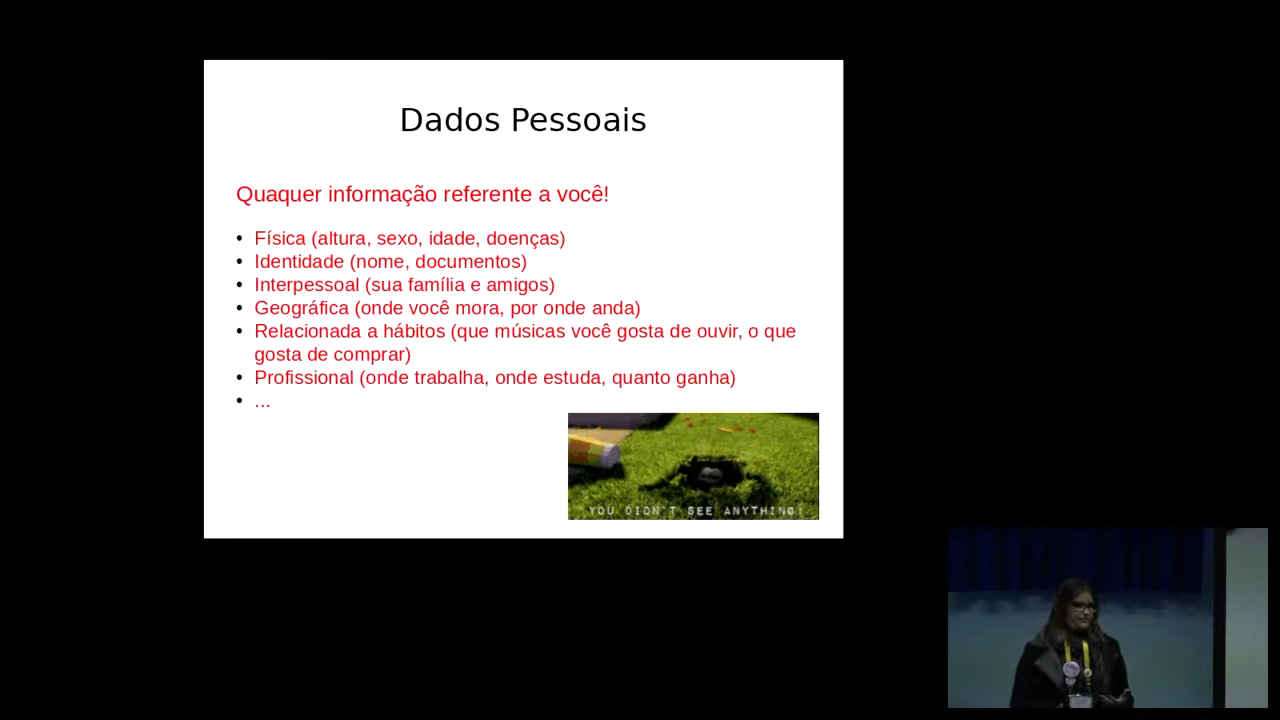 Dados Pessoais
Quaquer informação referente a você!
• Física (altura, sexo, idade, doenças)
• Identidade (nome, documentos)
• Interpessoal (sua família e amigos)
• Geográfica (onde você mora, por onde anda)
• Relacionada a hábitos (que músicas você gosta de ouvir, o que
gosta de comprar)
• Profissional (onde trabalha, onde estuda, quanto ganha)
• ...
YOU DIDN'T SEE ANYTHING!